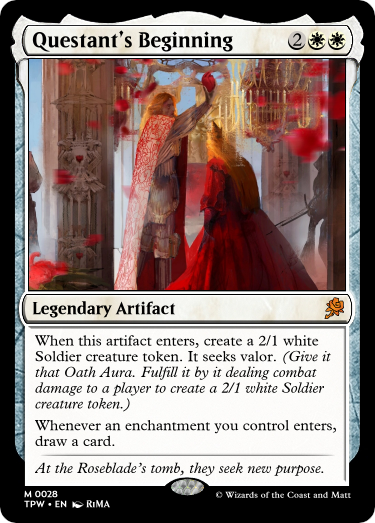 Questant's Beginning 2
Legendary Artifact
When this artifact enters, create a 2/1 white
Soldier creature token. It seeks valor. (Give it
that Oath Aura. Fulfill it by it dealing combat
damage to a player to create a 2/1 white Soldier
creature token.)
Whenever an enchantment you control enters,
draw a card.
At the Roseblade's tomb, they seek new purpose.
M 0028
TPW • EN RIMA
© Wizards of the Coast and Matt